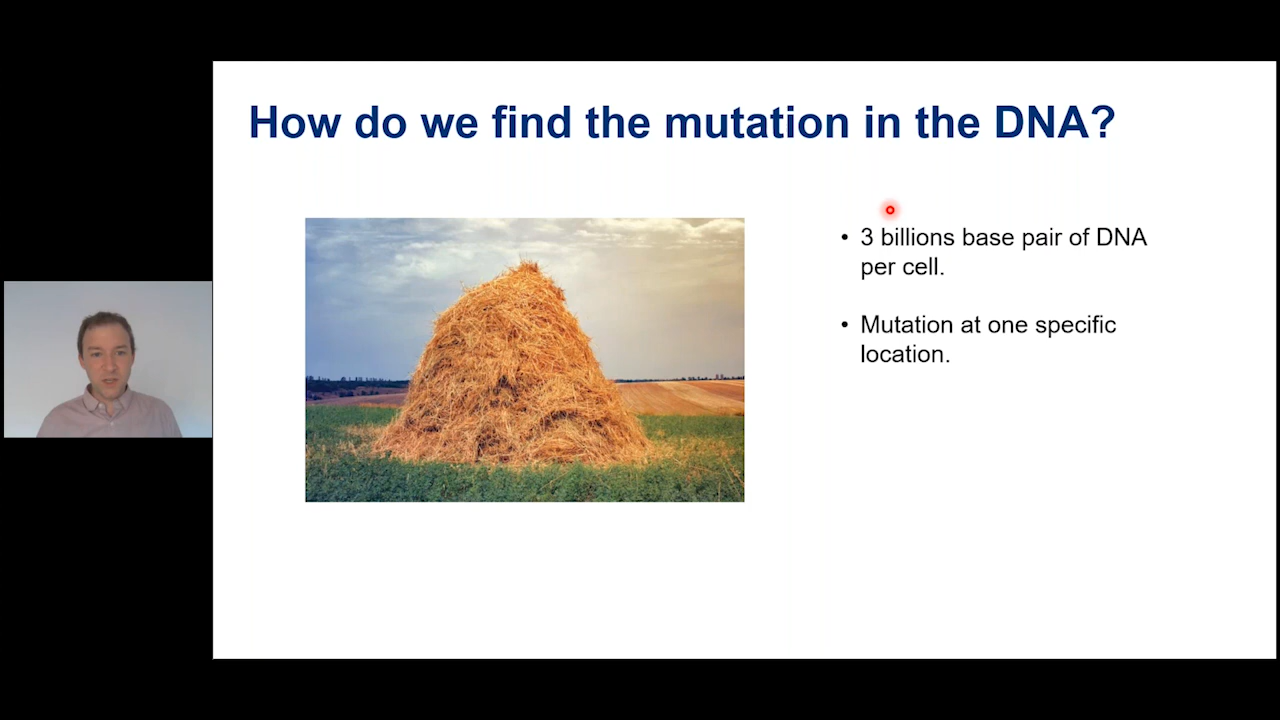 How do we find the mutation in the DNA?
• 3 billions base pair of DNA
per cell.
• Mutation at one specific
location.